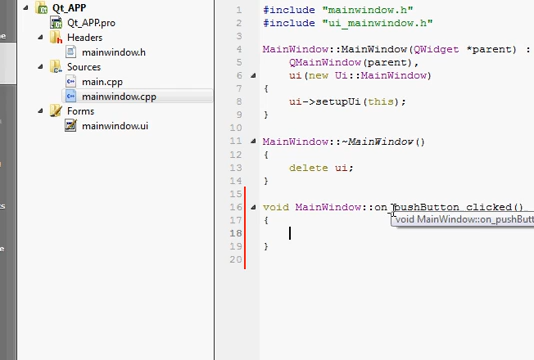 Qt_APP
Qt_APP.pro
Headers
mainwindow.h
Sources
main.cpp
mainwindow.cpp
Forms
mainwindow.ui
1 #include "mainwindow.h"
2 #include "ui_mainwindow.h"
3
4 MainWindow::MainWindow(QWidget *parent) :
5 QMainWindow(parent),
6 ui(new Ui::MainWindow)
7 {
8 ui->setupUi(this);
9 }
10
11 MainWindow::~MainWindow()
12 {
13 delete ui;
14 }
15
16 void MainWindow::on_pushButton_clicked()
void MainWindow::on_pushButt
17 {
18
19 }
20